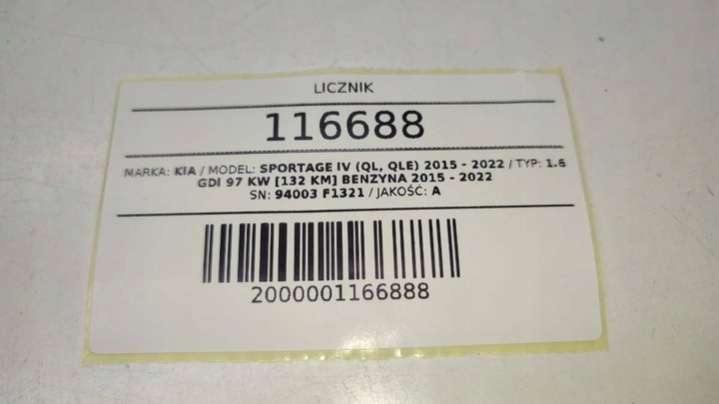 LICZNIK
116688
MARKA: KIA / MODEL: SPORTAGE IV (QL, QLE) 2015 - 2022 / TYP: 1.6
GDI 97 KW [132 KM] BENZYNA 2015 - 2022
SN: 94003 F1321 / JAKOŚĆ: A
2000001166888